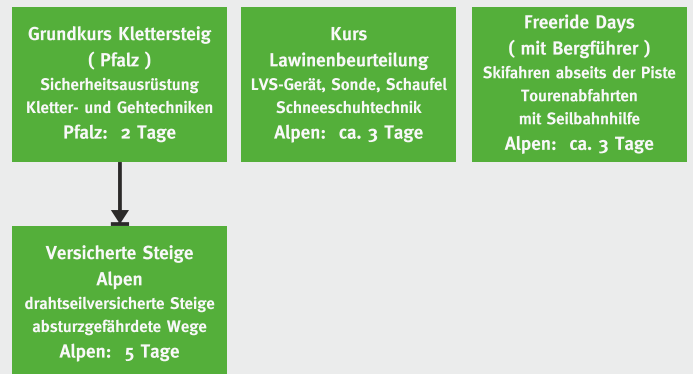 Grundkurs Klettersteig
( Pfalz )
Sicherheitsausrüstung
Kletter- und Gehtechniken
Pfalz: 2 Tage
Kurs
Lawinenbeurteilung
LVS-Gerät, Sonde, Schaufel
Schneeschuhtechnik
Alpen: ca. 3 Tage
Freeride Days
( mit Bergführer )
Skifahren abseits der Piste
Tourenabfahrten
mit Seilbahnhilfe
Alpen: ca. 3 Tage
Versicherte Steige
Alpen
drahtseilversicherte Steige
absturzgefährdete Wege
Alpen: 5 Tage